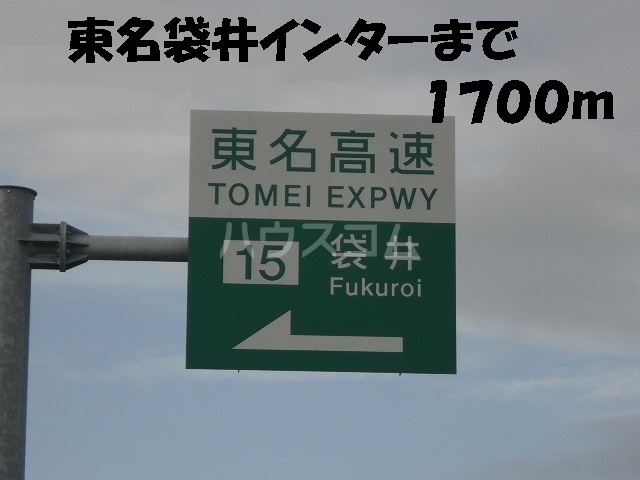 東名袋井インターまで
1700m
東名高速
TOMEI EXPWY
ハウスコム
15 袋井
Fukuroi